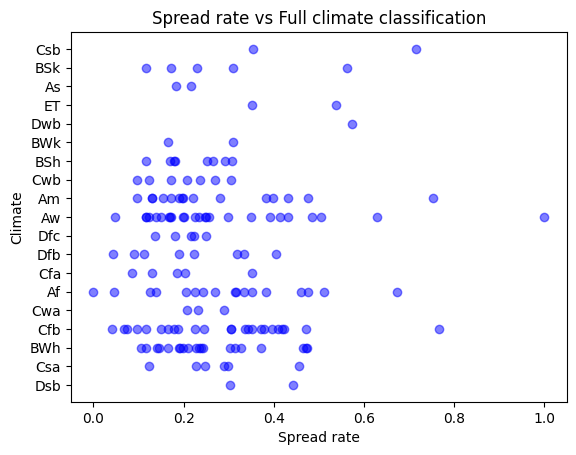 Spread rate vs Full climate classification
Csb
BSk
As
ET
Dwb
BWk
BSh
Cwb
Am
Aw
Dfc
Dfb
Cfa
Af
Cwa
Cfb
BWh
Csa
Dsb
Climate
0.0 0.2 0.4 0.6 0.8 1.0
Spread rate